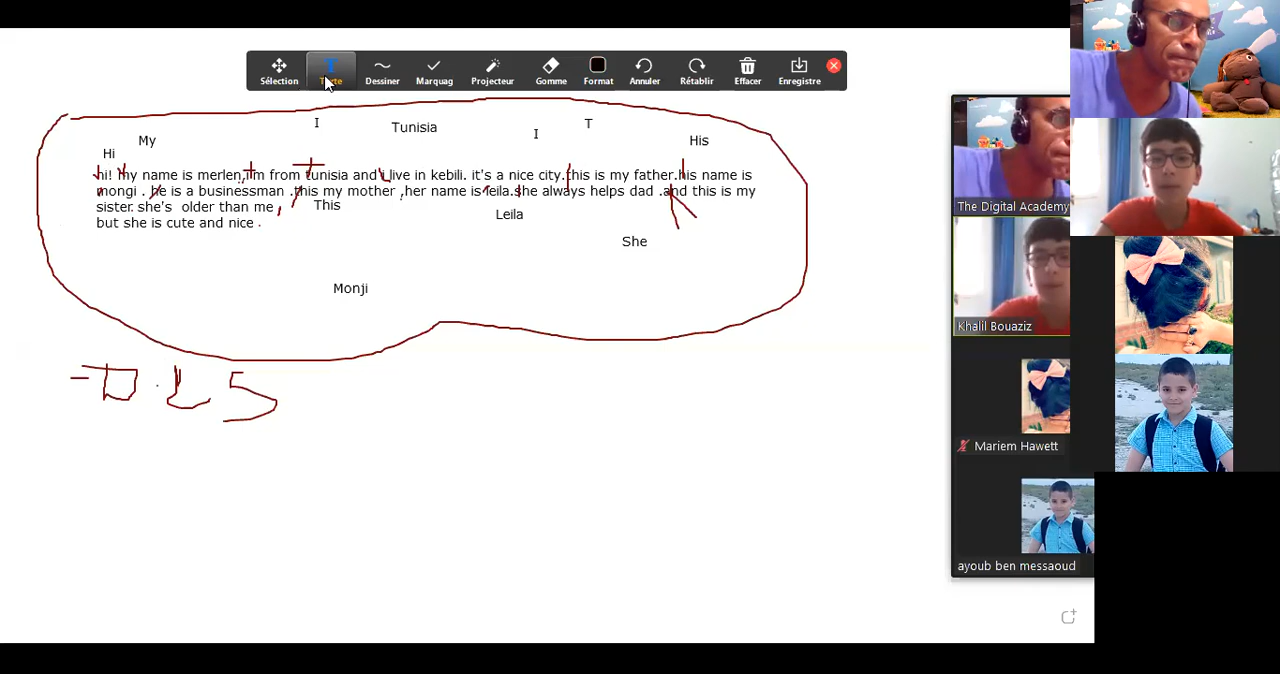 Sélection Texte Dessiner Marquag Projecteur Gomme Format Annuler Rétablir Effacer Enregistre
I Tunisia I T
My His
Hi
hi! my name is merlen, i'm from tunisia and i live in kebili. it's a nice city. this is my father. his name is
mongi . he is a businessman . this my mother , her name is leila. she always helps dad . and this is my
sister. she's older than me ,
This
Leila
but she is cute and nice .
She
Monji
The Digital Academy
Khalil Bouaziz
Mariem Hawett
ayoub ben messaoud